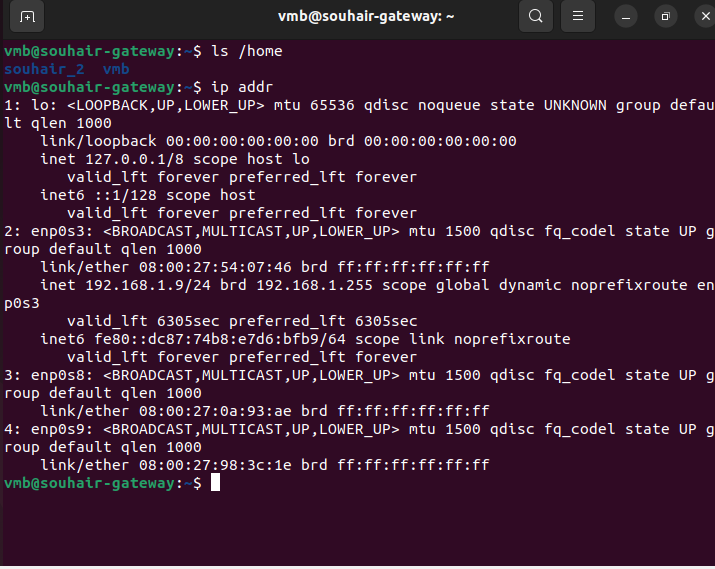 vmb@souhair-gateway: ~
vmb@souhair-gateway:~$ ls /home
souhair_2  vmb
vmb@souhair-gateway:~$ ip addr
1: lo: <LOOPBACK,UP,LOWER_UP> mtu 65536 qdisc noqueue state UNKNOWN group defau
lt qlen 1000
    link/loopback 00:00:00:00:00:00 brd 00:00:00:00:00:00
    inet 127.0.0.1/8 scope host lo
       valid_lft forever preferred_lft forever
    inet6 ::1/128 scope host
       valid_lft forever preferred_lft forever
2: enp0s3: <BROADCAST,MULTICAST,UP,LOWER_UP> mtu 1500 qdisc fq_codel state UP g
roup default qlen 1000
    link/ether 08:00:27:54:07:46 brd ff:ff:ff:ff:ff:ff
    inet 192.168.1.9/24 brd 192.168.1.255 scope global dynamic noprefixroute en
p0s3
       valid_lft 6305sec preferred_lft 6305sec
    inet6 fe80::dc87:74b8:e7d6:bfb9/64 scope link noprefixroute
       valid_lft forever preferred_lft forever
3: enp0s8: <BROADCAST,MULTICAST,UP,LOWER_UP> mtu 1500 qdisc fq_codel state UP g
roup default qlen 1000
    link/ether 08:00:27:0a:93:ae brd ff:ff:ff:ff:ff:ff
4: enp0s9: <BROADCAST,MULTICAST,UP,LOWER_UP> mtu 1500 qdisc fq_codel state UP g
roup default qlen 1000
    link/ether 08:00:27:98:3c:1e brd ff:ff:ff:ff:ff:ff
vmb@souhair-gateway:~$